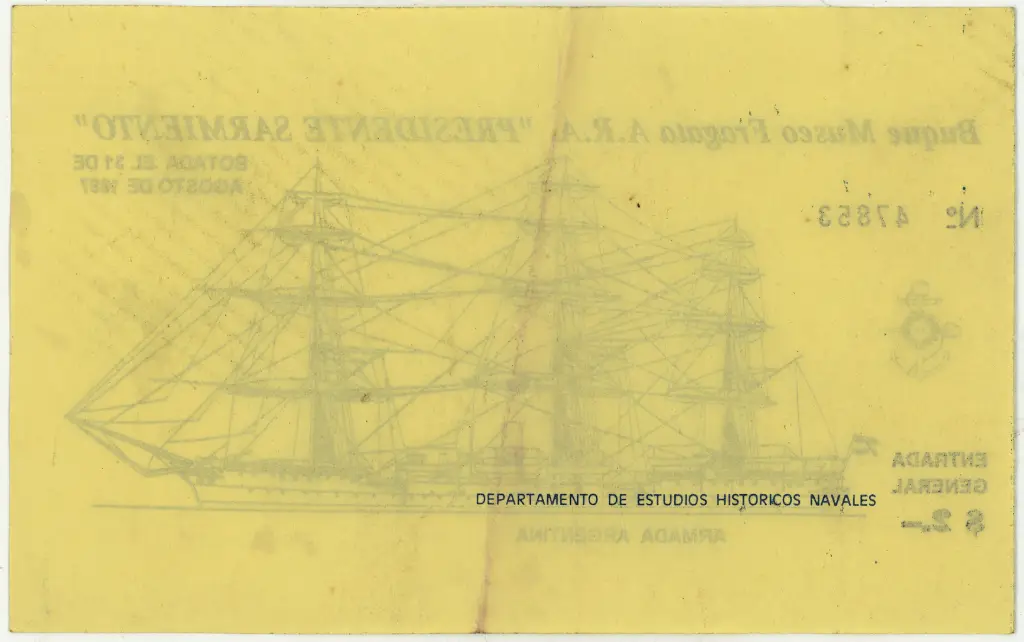 Buque Museo Fragata A.R.A. "PRESIDENTE SARMIENTO"
BOTADA EL 31 DE
AGOSTO DE 1897
Nº 47853
ENTRADA
GENERAL
$ 2.-
DEPARTAMENTO DE ESTUDIOS HISTORICOS NAVALES
ARMADA ARGENTINA